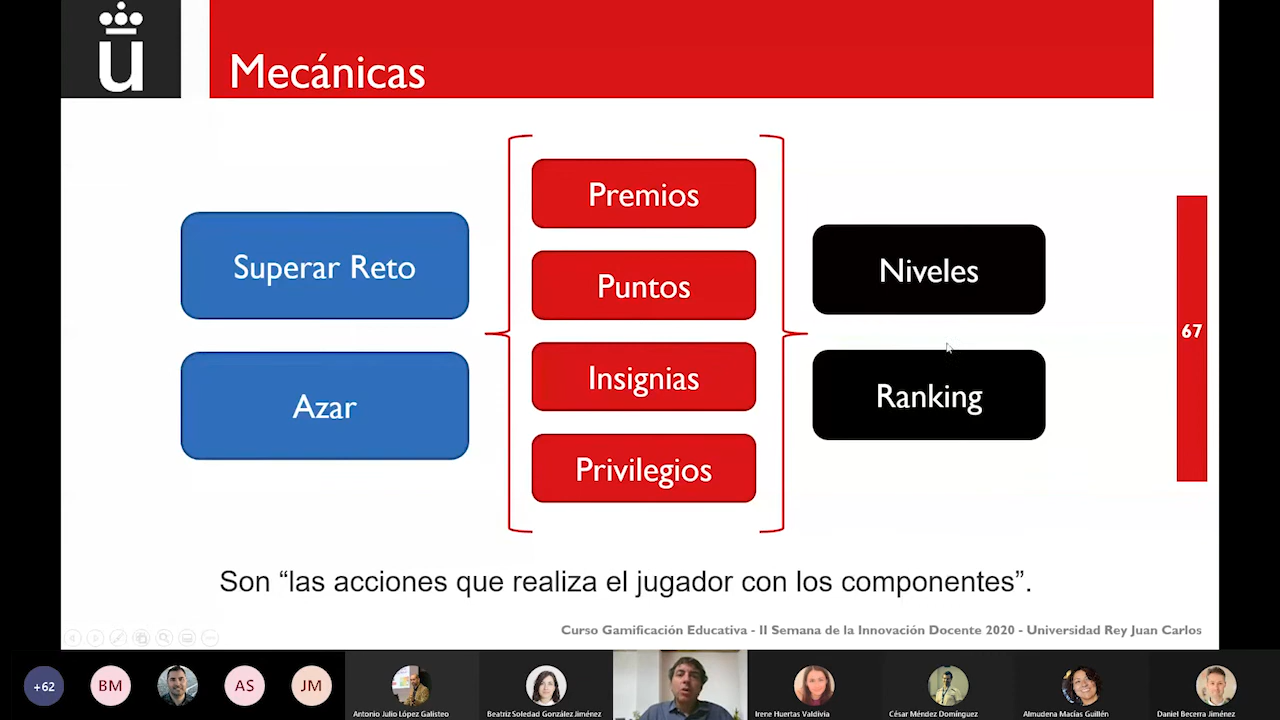 u
Mecánicas
Premios
Superar Reto
Puntos
Niveles
67
Insignias
Azar
Ranking
Privilegios
Son “las acciones que realiza el jugador con los componentes”.
Curso Gamificación Educativa - II Semana de la Innovación Docente 2020 - Universidad Rey Juan Carlos
+62
BM
AS
JM
Antonio Julio López Galisteo
Beatriz Soledad González Jiménez
Irene Huertas Valdivia
César Méndez Domínguez
Almudena Macías Guillén
Daniel Becerra Jiménez